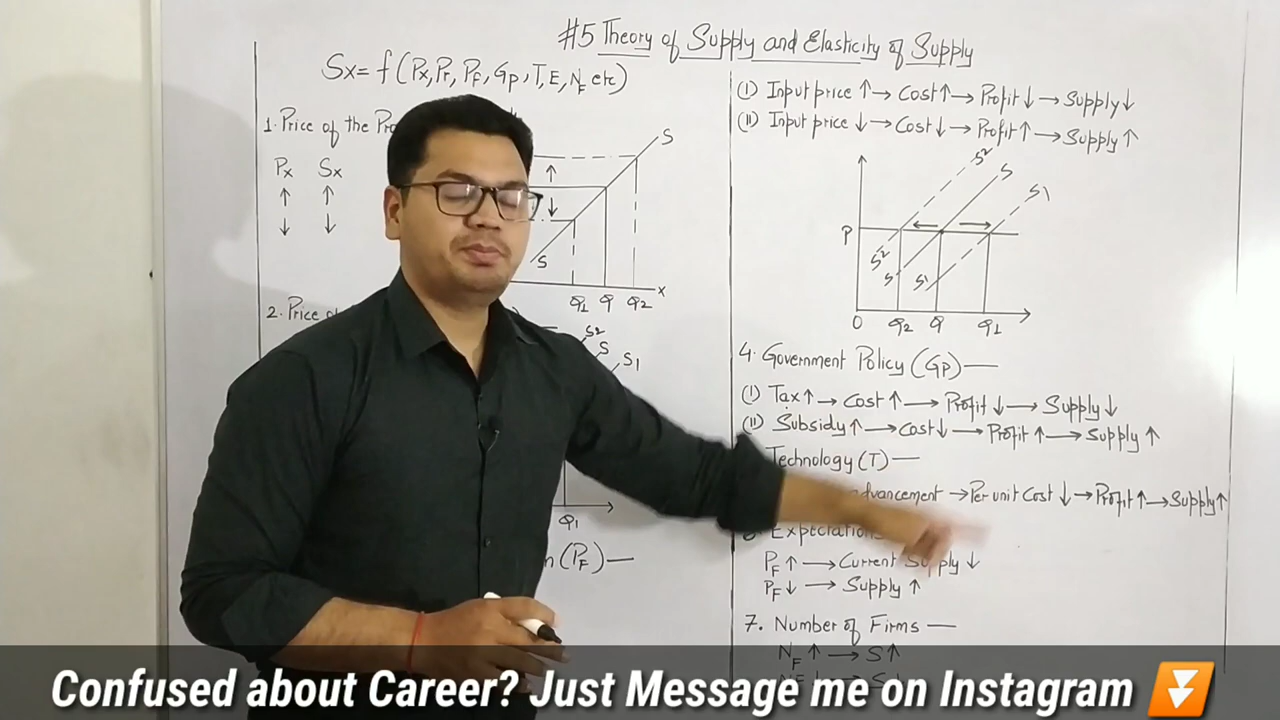 #5 Theory of Supply and Elasticity of Supply
Sx = f (Px, Pr, PF, GP, T, E, NF etc)
1. Price of the
Px Sx
↑ ↑
↓ ↓
S
↑
↓
S
Q1 Q Q2 X
2. Price
S2
S
S1
Q1
(PF) —
(I) Input price ↑ → Cost ↑ → Profit ↓ → Supply ↓
(II) Input price ↓ → Cost ↓ → Profit ↑ → Supply ↑
S2
S
S1
P
S2
S
S1
O Q2 Q Q1
4. Government Policy (GP) —
(I) Tax ↑ → Cost ↑ → Profit ↓ → Supply ↓
(II) Subsidy ↑ → Cost ↓ → Profit ↑ → Supply ↑
Technology (T) —
advancement → Per unit Cost ↓ → Profit ↑ → Supply ↑
Expectations
PF ↑ → Current Supply ↓
PF ↓ → Supply ↑
7. Number of Firms —
NF ↑ → S ↑
NF ↓ → S ↓
Confused about Career? Just Message me on Instagram